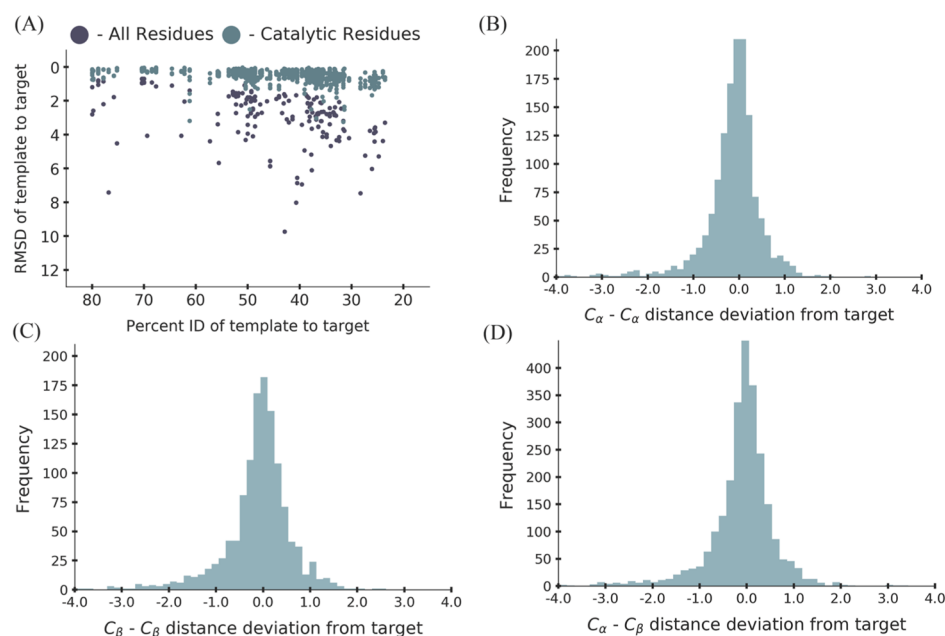 (A)
- All Residues - Catalytic Residues
RMSD of template to target
0
2
4
6
8
10
12
80 70 60 50 40 30 20
Percent ID of template to target
(B)
Frequency
200
175
150
125
100
75
50
25
0
-4.0 -3.0 -2.0 -1.0 0.0 1.0 2.0 3.0 4.0
Cα - Cα distance deviation from target
(C)
Frequency
200
175
150
125
100
75
50
25
0
-4.0 -3.0 -2.0 -1.0 0.0 1.0 2.0 3.0 4.0
Cβ - Cβ distance deviation from target
(D)
Frequency
400
350
300
250
200
150
100
50
0
-4.0 -3.0 -2.0 -1.0 0.0 1.0 2.0 3.0 4.0
Cα - Cβ distance deviation from target